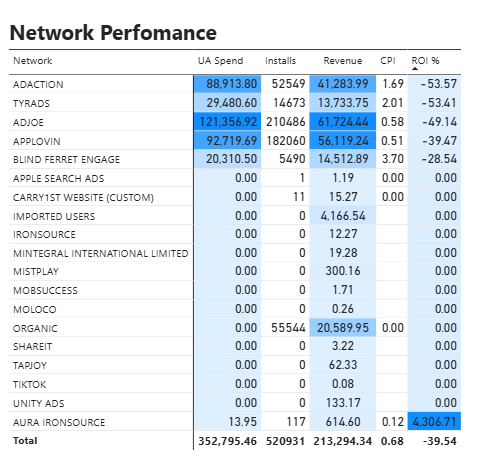 Network Perfomance
Network UA Spend Installs Revenue CPI ROI %
ADACTION 88,913.80 52549 41,283.99 1.69 -53.57
TYRADS 29,480.60 14673 13,733.75 2.01 -53.41
ADJOE 121,356.92 210486 61,724.44 0.58 -49.14
APPLOVIN 92,719.69 182060 56,119.24 0.51 -39.47
BLIND FERRET ENGAGE 20,310.50 5490 14,512.89 3.70 -28.54
APPLE SEARCH ADS 0.00 1 1.19 0.00 0.00
CARRY1ST WEBSITE (CUSTOM) 0.00 11 15.27 0.00 0.00
IMPORTED USERS 0.00 0 4,166.54 0.00
IRONSOURCE 0.00 0 12.27 0.00
MINTEGRAL INTERNATIONAL LIMITED 0.00 0 19.28 0.00
MISTPLAY 0.00 0 300.16 0.00
MOBSUCCESS 0.00 0 1.71 0.00
MOLOCO 0.00 0 0.26 0.00
ORGANIC 0.00 55544 20,589.95 0.00 0.00
SHAREIT 0.00 0 3.22 0.00
TAPJOY 0.00 0 62.33 0.00
TIKTOK 0.00 0 0.08 0.00
UNITY ADS 0.00 0 133.17 0.00
AURA IRONSOURCE 13.95 117 614.60 0.12 4,306.71
Total 352,795.46 520931 213,294.34 0.68 -39.54